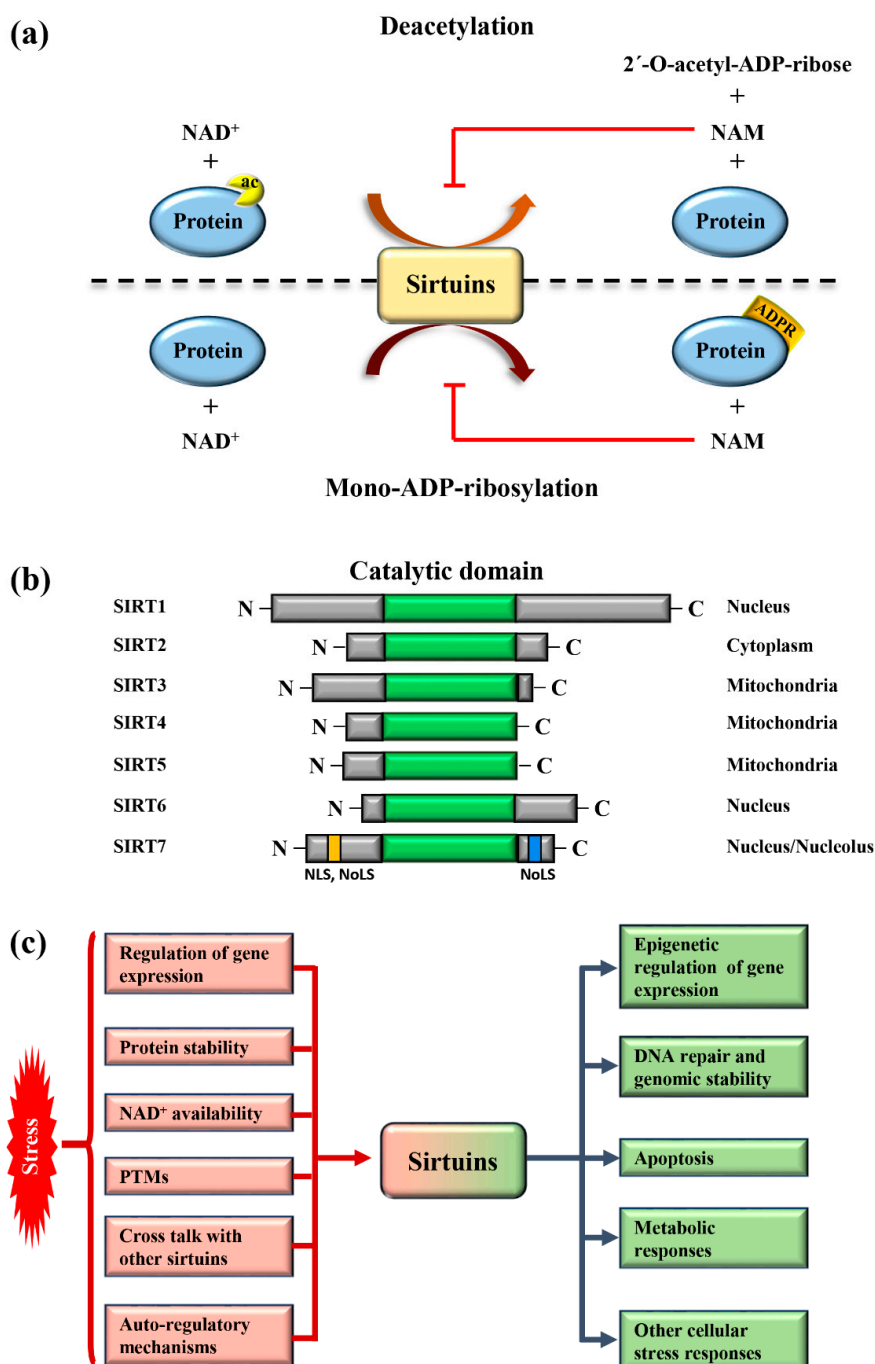 (a)
Deacetylation
2´-O-acetyl-ADP-ribose
+
NAD⁺
NAM
+
+
ac
Protein
Protein
Sirtuins
ADPR
Protein
Protein
+
+
NAD⁺
NAM
Mono-ADP-ribosylation
(b)
Catalytic domain
SIRT1 N C Nucleus
SIRT2 N C Cytoplasm
SIRT3 N C Mitochondria
SIRT4 N C Mitochondria
SIRT5 N C Mitochondria
SIRT6 N C Nucleus
SIRT7 N C Nucleus/Nucleolus
NLS, NoLS NoLS
(c)
Stress
Regulation of gene
expression
Protein stability
NAD⁺ availability
PTMs
Cross talk with
other sirtuins
Auto-regulatory
mechanisms
Sirtuins
Epigenetic
regulation of gene
expression
DNA repair and
genomic stability
Apoptosis
Metabolic
responses
Other cellular
stress responses